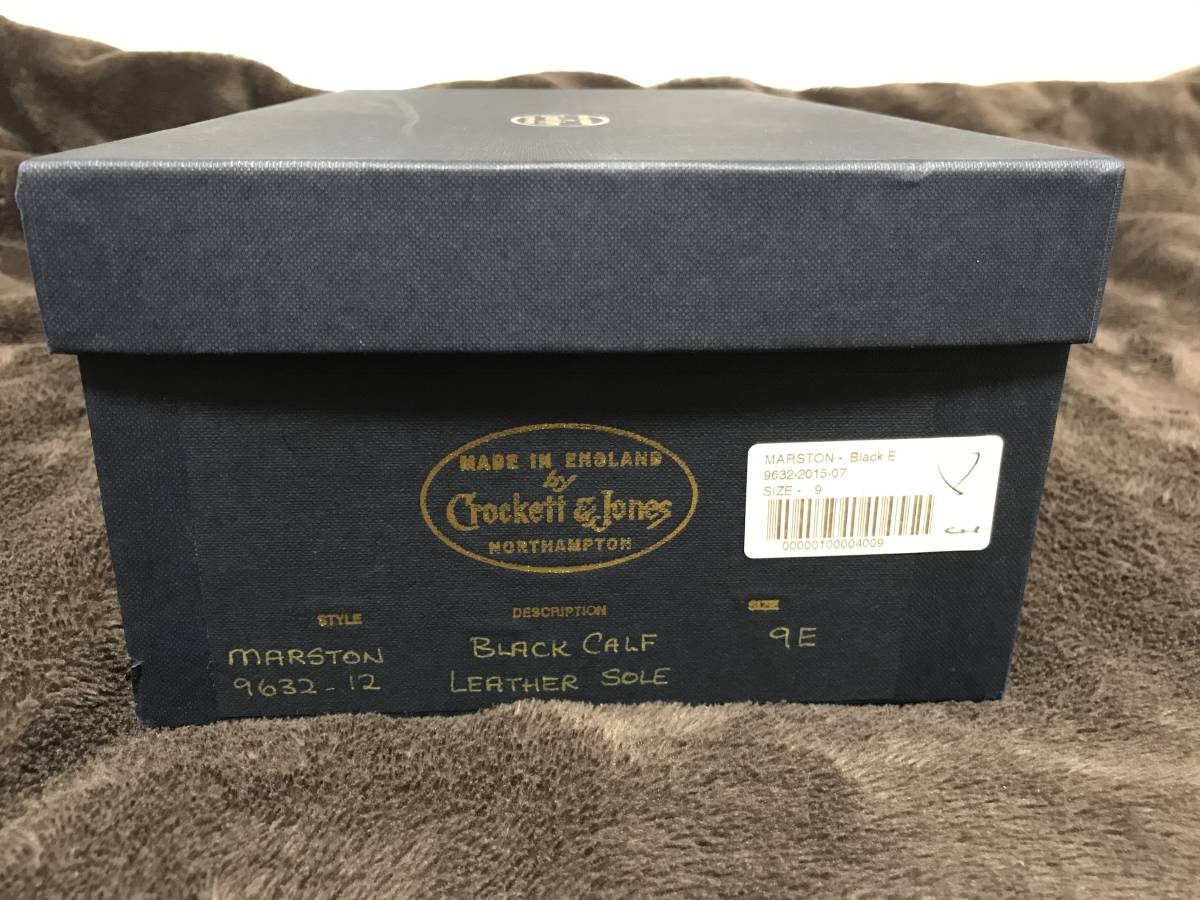 MADE IN ENGLAND
by
Crockett & Jones
NORTHAMPTON
MARSTON - Black E
9632-2015-07
SIZE - 9
00000100004009
STYLE
MARSTON
9632-12
DESCRIPTION
BLACK CALF
LEATHER SOLE
SIZE
9E